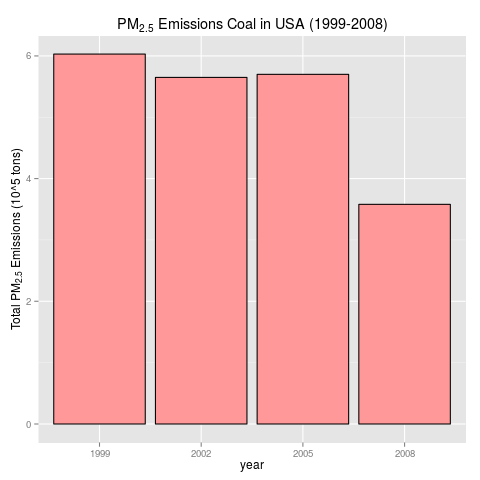 PM2.5 Emissions Coal in USA (1999-2008)
Total PM2.5 Emissions (10^5 tons)
6
4
2
0
1999 2002 2005 2008
year